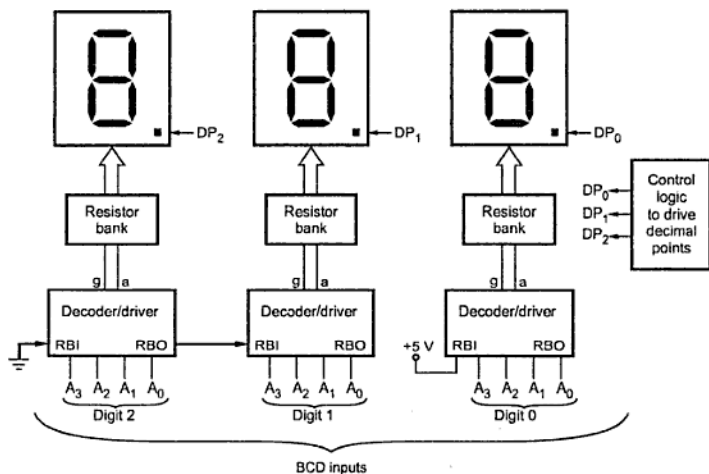 DP2
DP1
DP0
Resistor bank
Resistor bank
Resistor bank
DP0
DP1
DP2
Control logic to drive decimal points
g a
g a
g a
Decoder/driver
RBI RBO
Decoder/driver
RBI RBO
+5 V
Decoder/driver
RBI RBO
A3 A2 A1 A0
A3 A2 A1 A0
A3 A2 A1 A0
Digit 2
Digit 1
Digit 0
BCD inputs